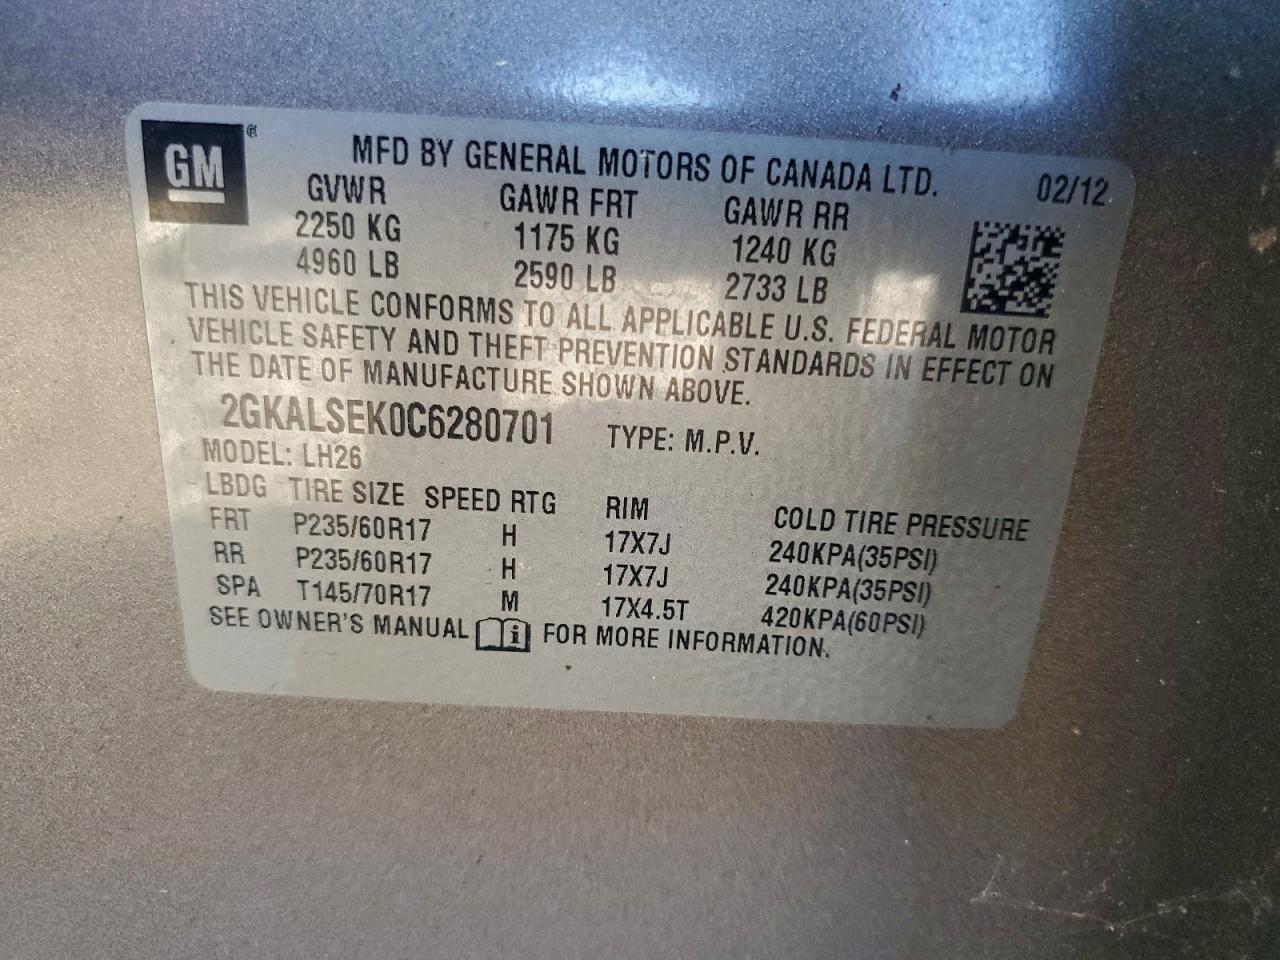 GM ®
MFD BY GENERAL MOTORS OF CANADA LTD. 02/12
GVWR GAWR FRT GAWR RR
2250 KG 1175 KG 1240 KG
4960 LB 2590 LB 2733 LB
THIS VEHICLE CONFORMS TO ALL APPLICABLE U.S. FEDERAL MOTOR
VEHICLE SAFETY AND THEFT PREVENTION STANDARDS IN EFFECT ON
THE DATE OF MANUFACTURE SHOWN ABOVE.
2GKALSEK0C6280701 TYPE: M.P.V.
MODEL: LH26
LBDG TIRE SIZE SPEED RTG RIM COLD TIRE PRESSURE
FRT P235/60R17 H 17X7J 240KPA(35PSI)
RR P235/60R17 H 17X7J 240KPA(35PSI)
SPA T145/70R17 M 17X4.5T 420KPA(60PSI)
SEE OWNER'S MANUAL i FOR MORE INFORMATION.